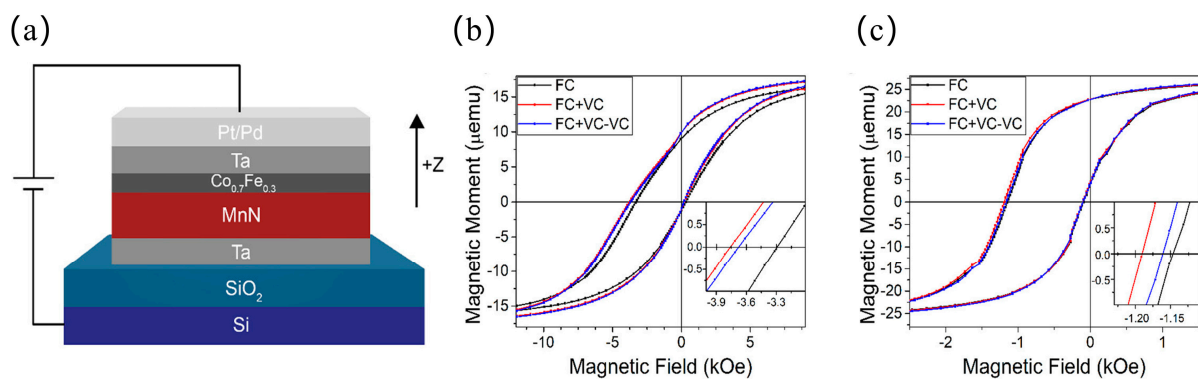 (a)
Pt/Pd
Ta
Co0.7Fe0.3
MnN
Ta
SiO2
Si
+Z
(b)
Magnetic Moment (μemu)
15
10
5
0
-5
-10
-15
FC
FC+VC
FC+VC-VC
0.5
0.0
-0.5
-3.9 -3.6 -3.3
-10 -5 0 5
Magnetic Field (kOe)
(c)
Magnetic Moment (μemu)
25
20
15
10
5
0
-5
-10
-15
-20
-25
FC
FC+VC
FC+VC-VC
0.5
0.0
-0.5
-1.20 -1.15
-2 -1 0 1
Magnetic Field (kOe)